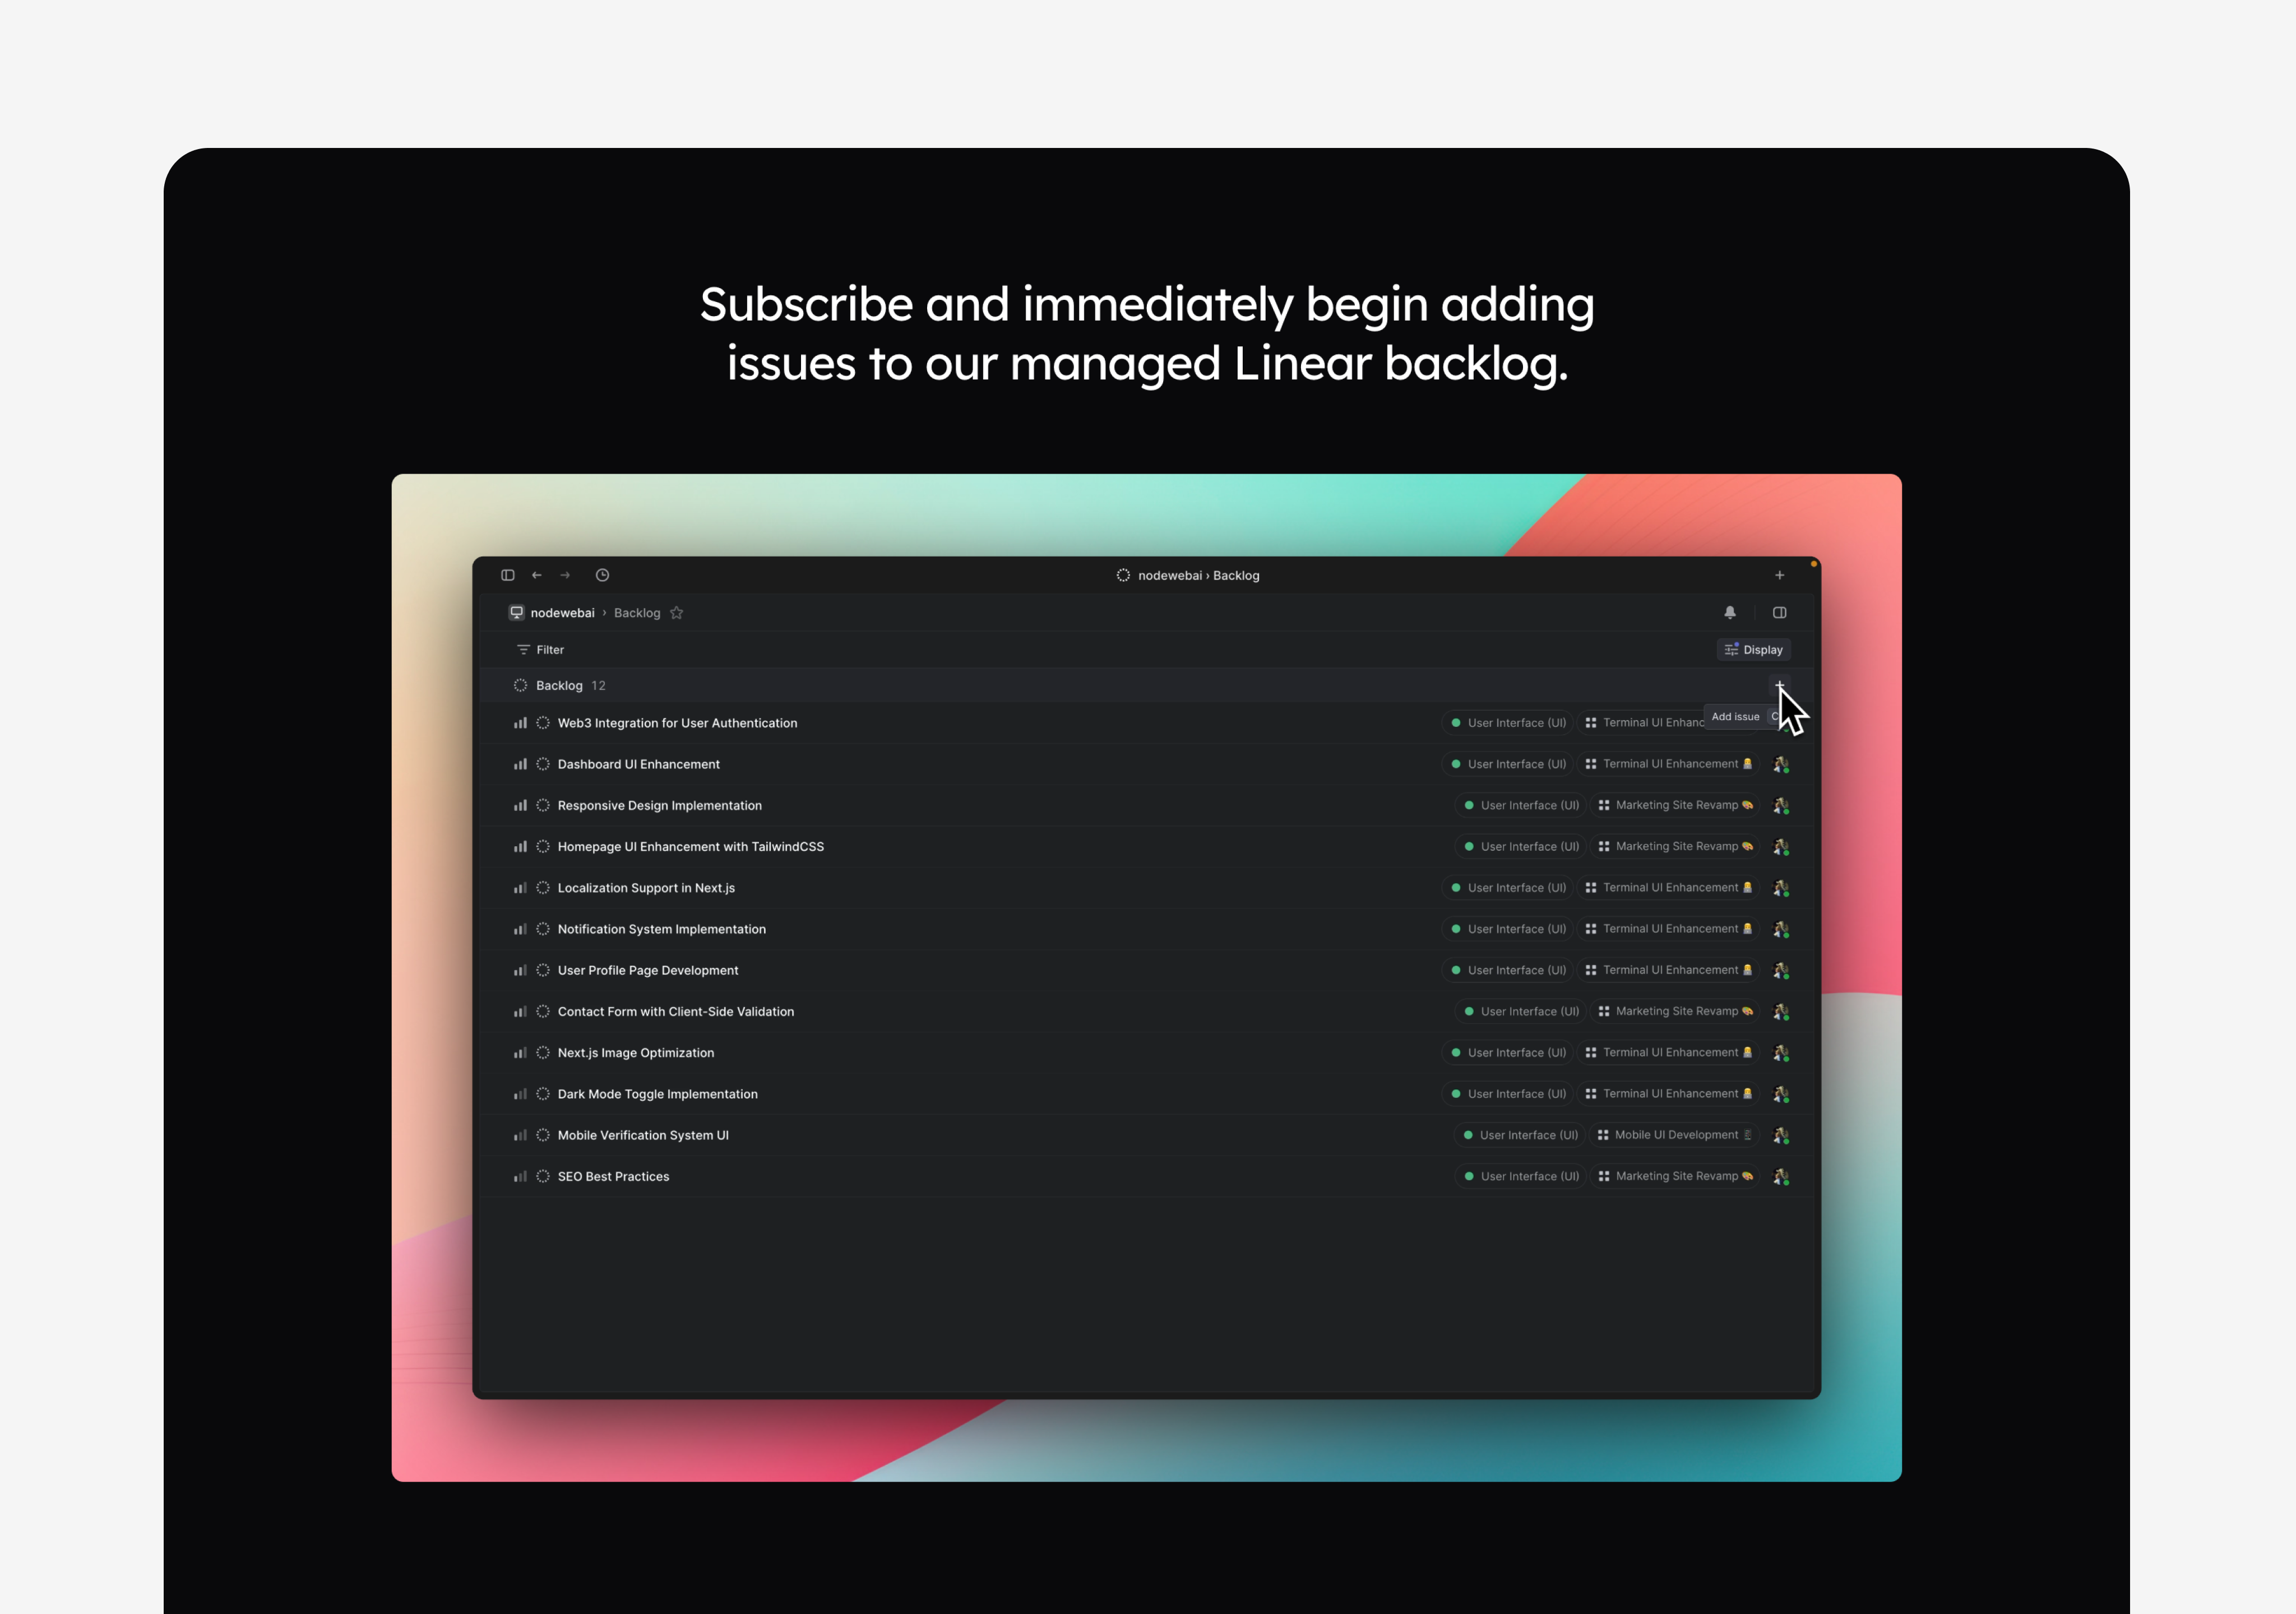 Subscribe and immediately begin adding
issues to our managed Linear backlog.
nodewebai › Backlog
nodewebai › Backlog
Filter
Display
Backlog 12
Add issue C
Web3 Integration for User Authentication User Interface (UI) Terminal UI Enhanc
Dashboard UI Enhancement User Interface (UI) Terminal UI Enhancement
Responsive Design Implementation User Interface (UI) Marketing Site Revamp
Homepage UI Enhancement with TailwindCSS User Interface (UI) Marketing Site Revamp
Localization Support in Next.js User Interface (UI) Terminal UI Enhancement
Notification System Implementation User Interface (UI) Terminal UI Enhancement
User Profile Page Development User Interface (UI) Terminal UI Enhancement
Contact Form with Client-Side Validation User Interface (UI) Marketing Site Revamp
Next.js Image Optimization User Interface (UI) Terminal UI Enhancement
Dark Mode Toggle Implementation User Interface (UI) Terminal UI Enhancement
Mobile Verification System UI User Interface (UI) Mobile UI Development
SEO Best Practices User Interface (UI) Marketing Site Revamp